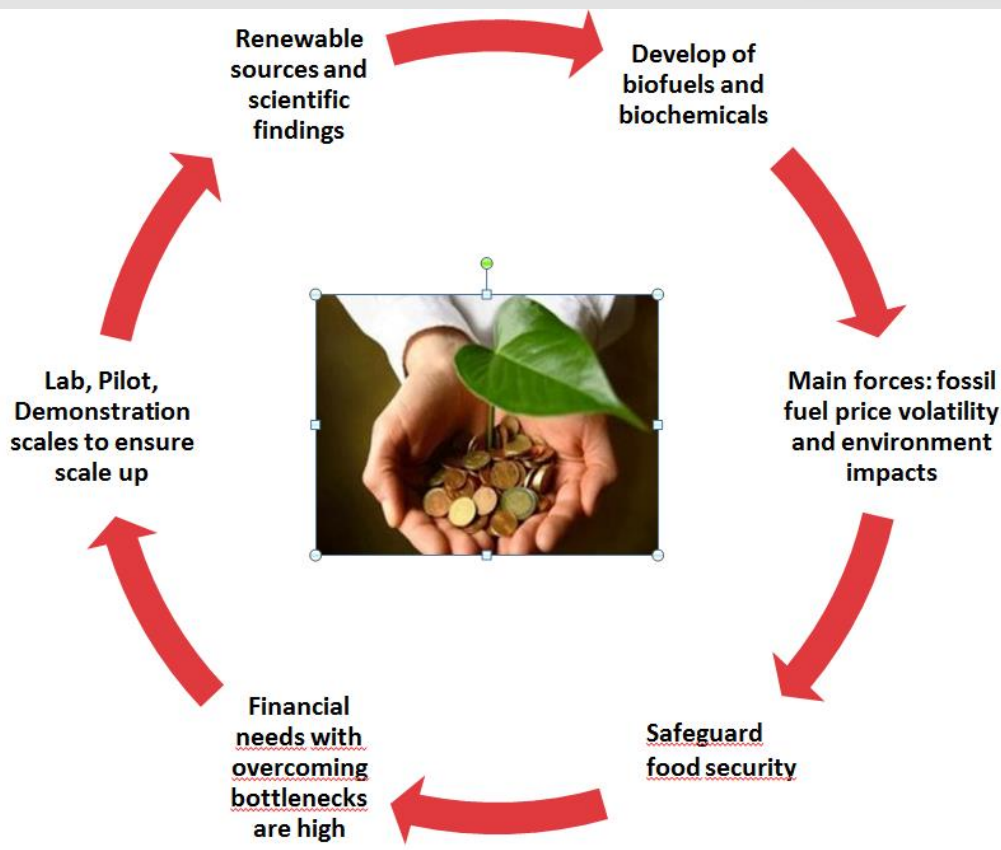 Renewable
sources and
scientific
findings
Develop of
biofuels and
biochemicals
Main forces: fossil
fuel price volatility
and environment
impacts
Safeguard
food security
Financial
needs with
overcoming
bottlenecks
are high
Lab, Pilot,
Demonstration
scales to ensure
scale up